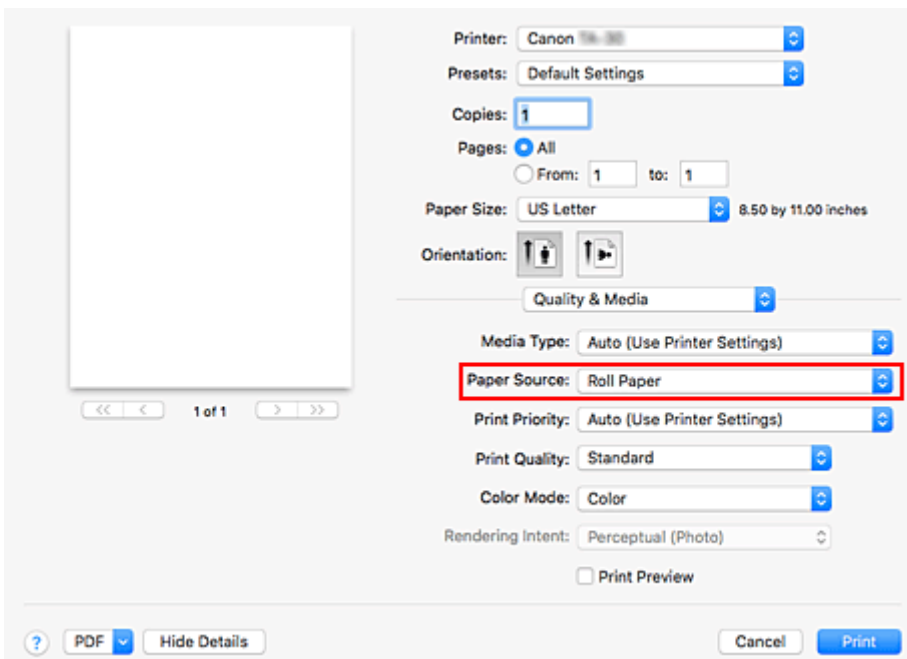 Printer: Canon
Presets: Default Settings
Copies: 1
Pages: All
From: 1 to: 1
Paper Size: US Letter 8.50 by 11.00 inches
Orientation:
Quality & Media
Media Type: Auto (Use Printer Settings)
Paper Source: Roll Paper
<< < 1 of 1 > >>
Print Priority: Auto (Use Printer Settings)
Print Quality: Standard
Color Mode: Color
Rendering Intent: Perceptual (Photo)
Print Preview
? PDF Hide Details Cancel Print